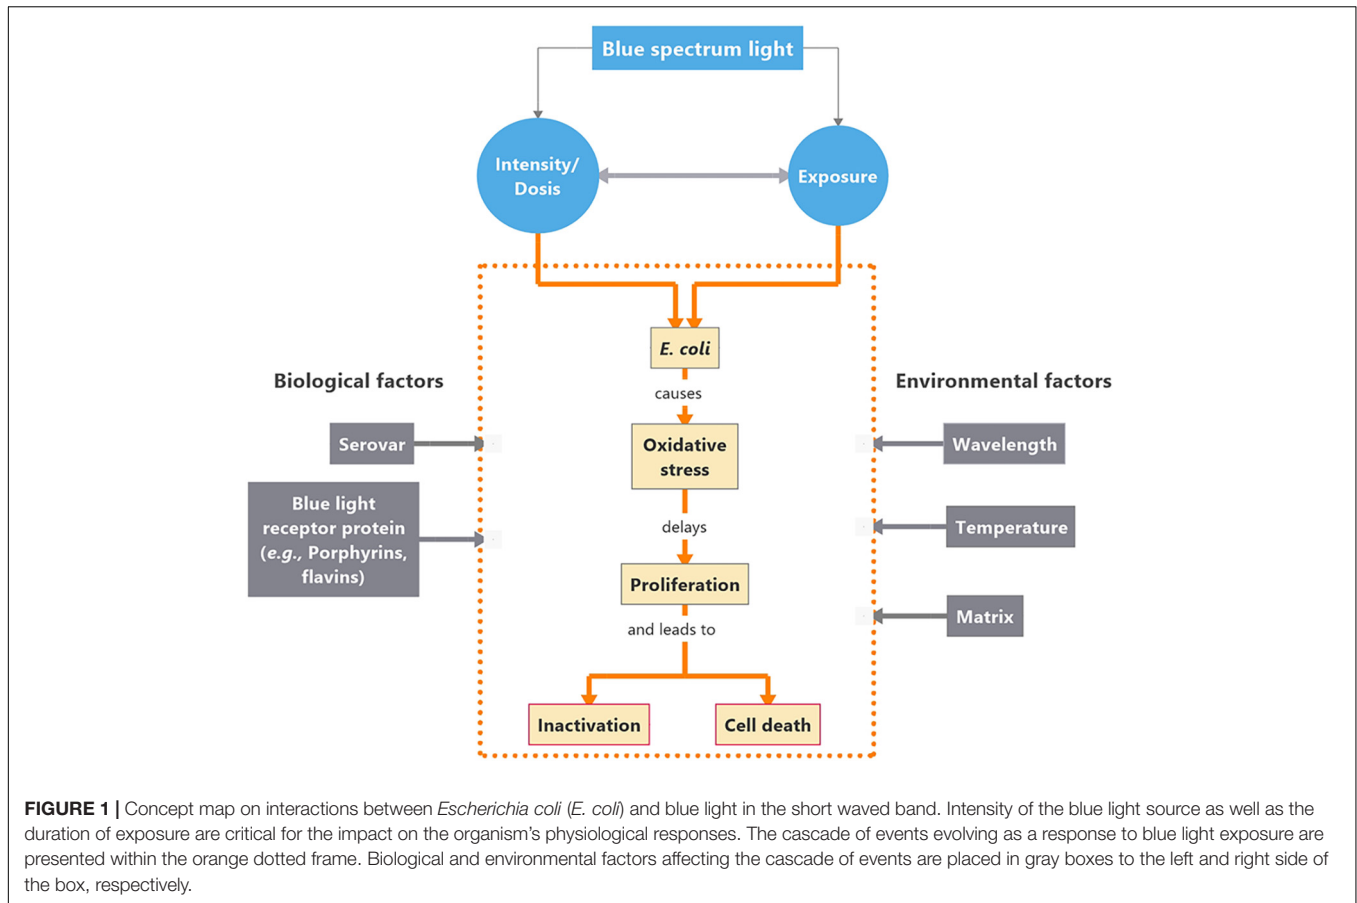 Blue spectrum light
Intensity/
Dosis
Exposure
E. coli
causes
Biological factors
Environmental factors
Serovar
Oxidative
stress
Wavelength
Blue light
receptor protein
(e.g., Porphyrins,
flavins)
delays
Temperature
Proliferation
and leads to
Matrix
Inactivation
Cell death
FIGURE 1 | Concept map on interactions between Escherichia coli (E. coli) and blue light in the short waved band. Intensity of the blue light source as well as the
duration of exposure are critical for the impact on the organism's physiological responses. The cascade of events evolving as a response to blue light exposure are
presented within the orange dotted frame. Biological and environmental factors affecting the cascade of events are placed in gray boxes to the left and right side of
the box, respectively.